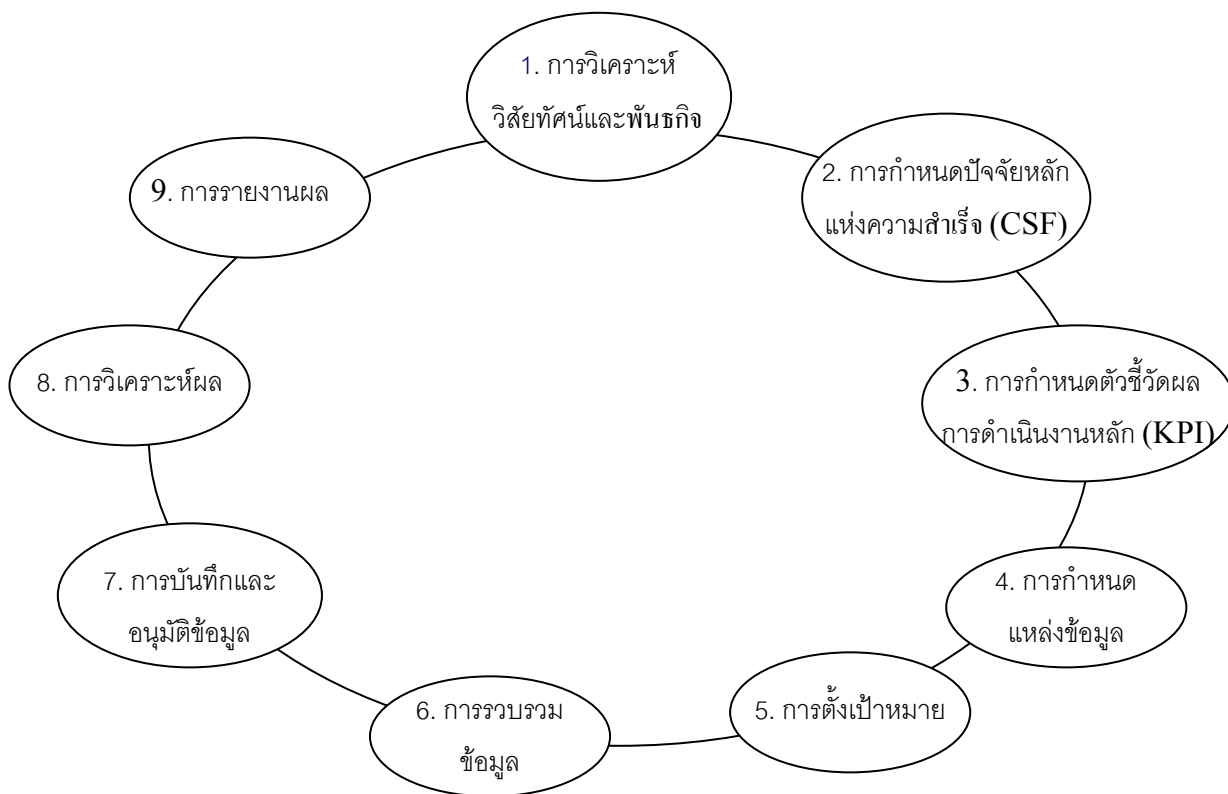 1. การวิเคราะห์
วิสัยทัศน์และพันธกิจ
2. การกำหนดปัจจัยหลัก
แห่งความสำเร็จ (CSF)
3. การกำหนดตัวชี้วัดผล
การดำเนินงานหลัก (KPI)
4. การกำหนด
แหล่งข้อมูล
5. การตั้งเป้าหมาย
6. การรวบรวม
ข้อมูล
7. การบันทึกและ
อนุมัติข้อมูล
8. การวิเคราะห์ผล
9. การรายงานผล